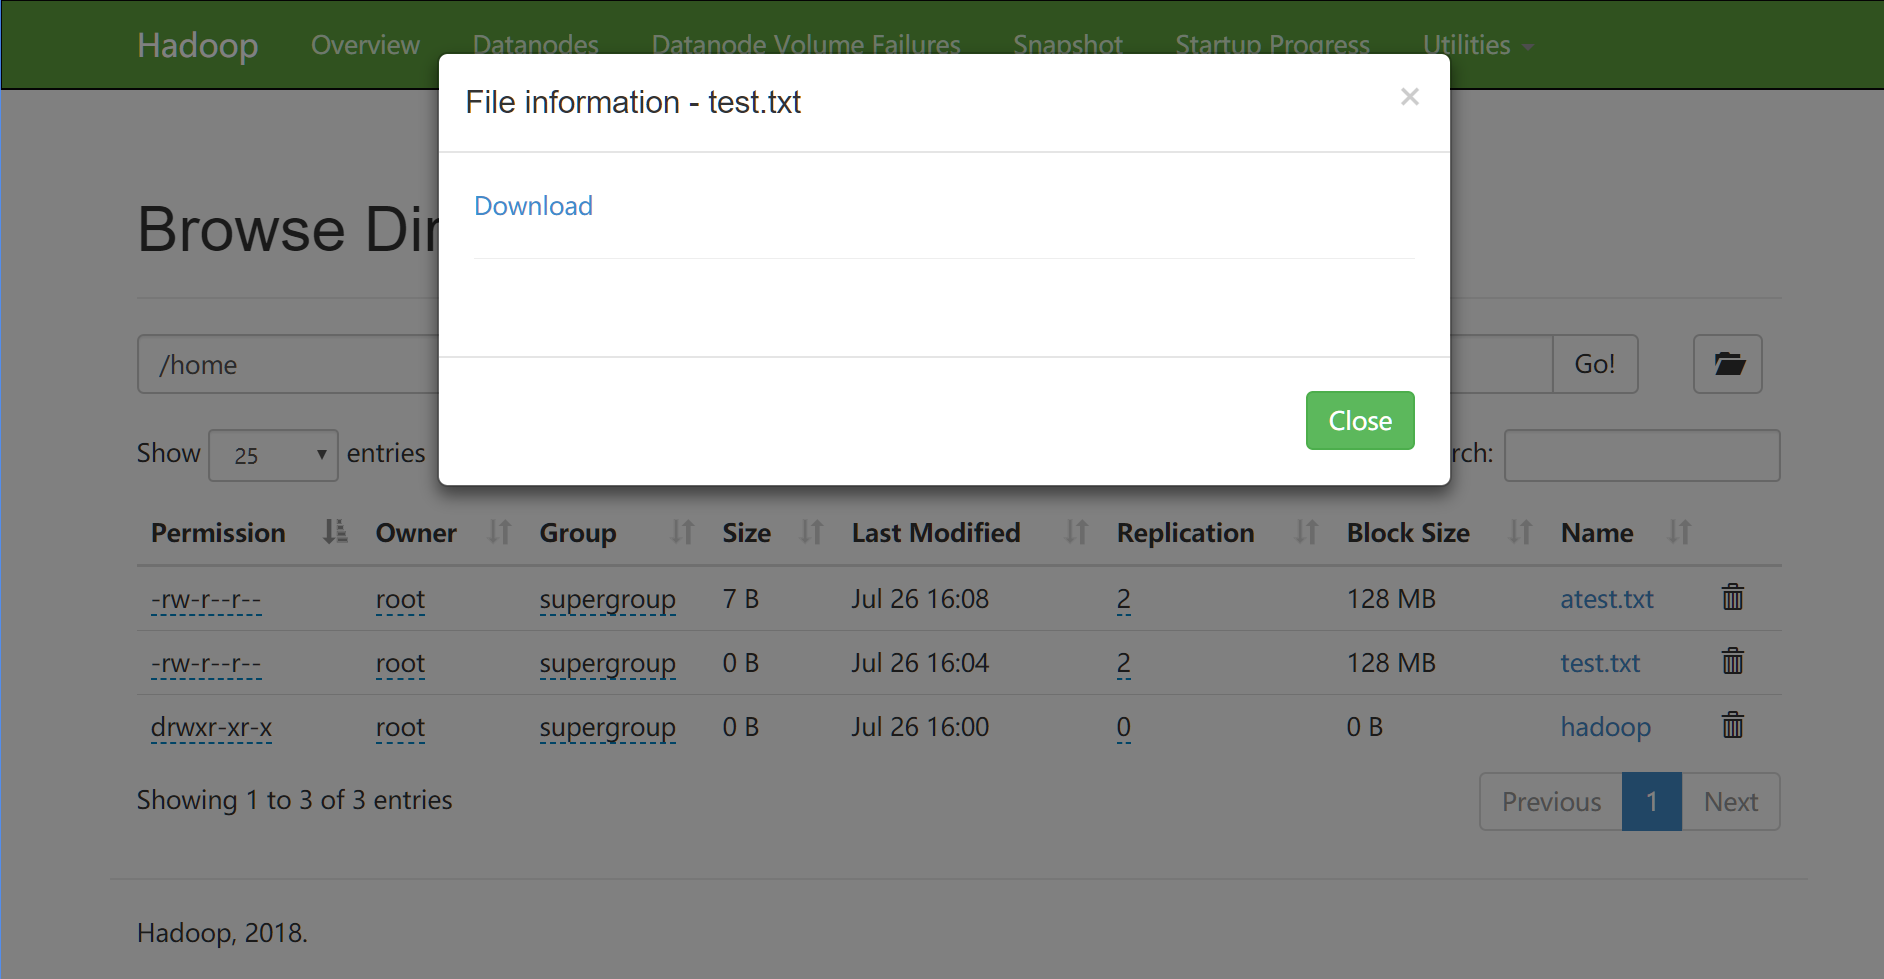 Hadoop Overview Datanodes Datanode Volume Failures Snapshot Startup Progress Utilities
File information - test.txt ×
Download
Browse Dir
/home Go!
Close
Show 25 entries rch:
Permission Owner Group Size Last Modified Replication Block Size Name
-rw-r--r-- root supergroup 7 B Jul 26 16:08 2 128 MB atest.txt
-rw-r--r-- root supergroup 0 B Jul 26 16:04 2 128 MB test.txt
drwxr-xr-x root supergroup 0 B Jul 26 16:00 0 0 B hadoop
Showing 1 to 3 of 3 entries Previous 1 Next
Hadoop, 2018.